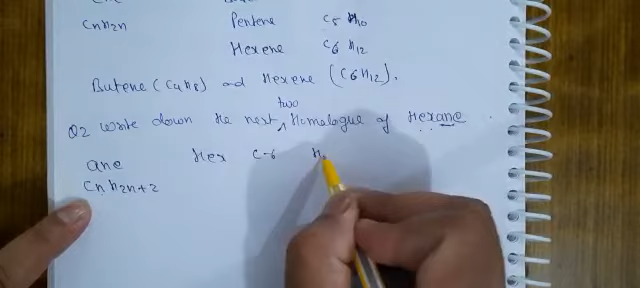 CnH2n Pentene C5 H10
Hexene C6 H12
Butene (C4H8) and Hexene (C6H12).
Q2 write down the next two Homologue of Hexane
ane Hex C-6 H
CnH2n+2